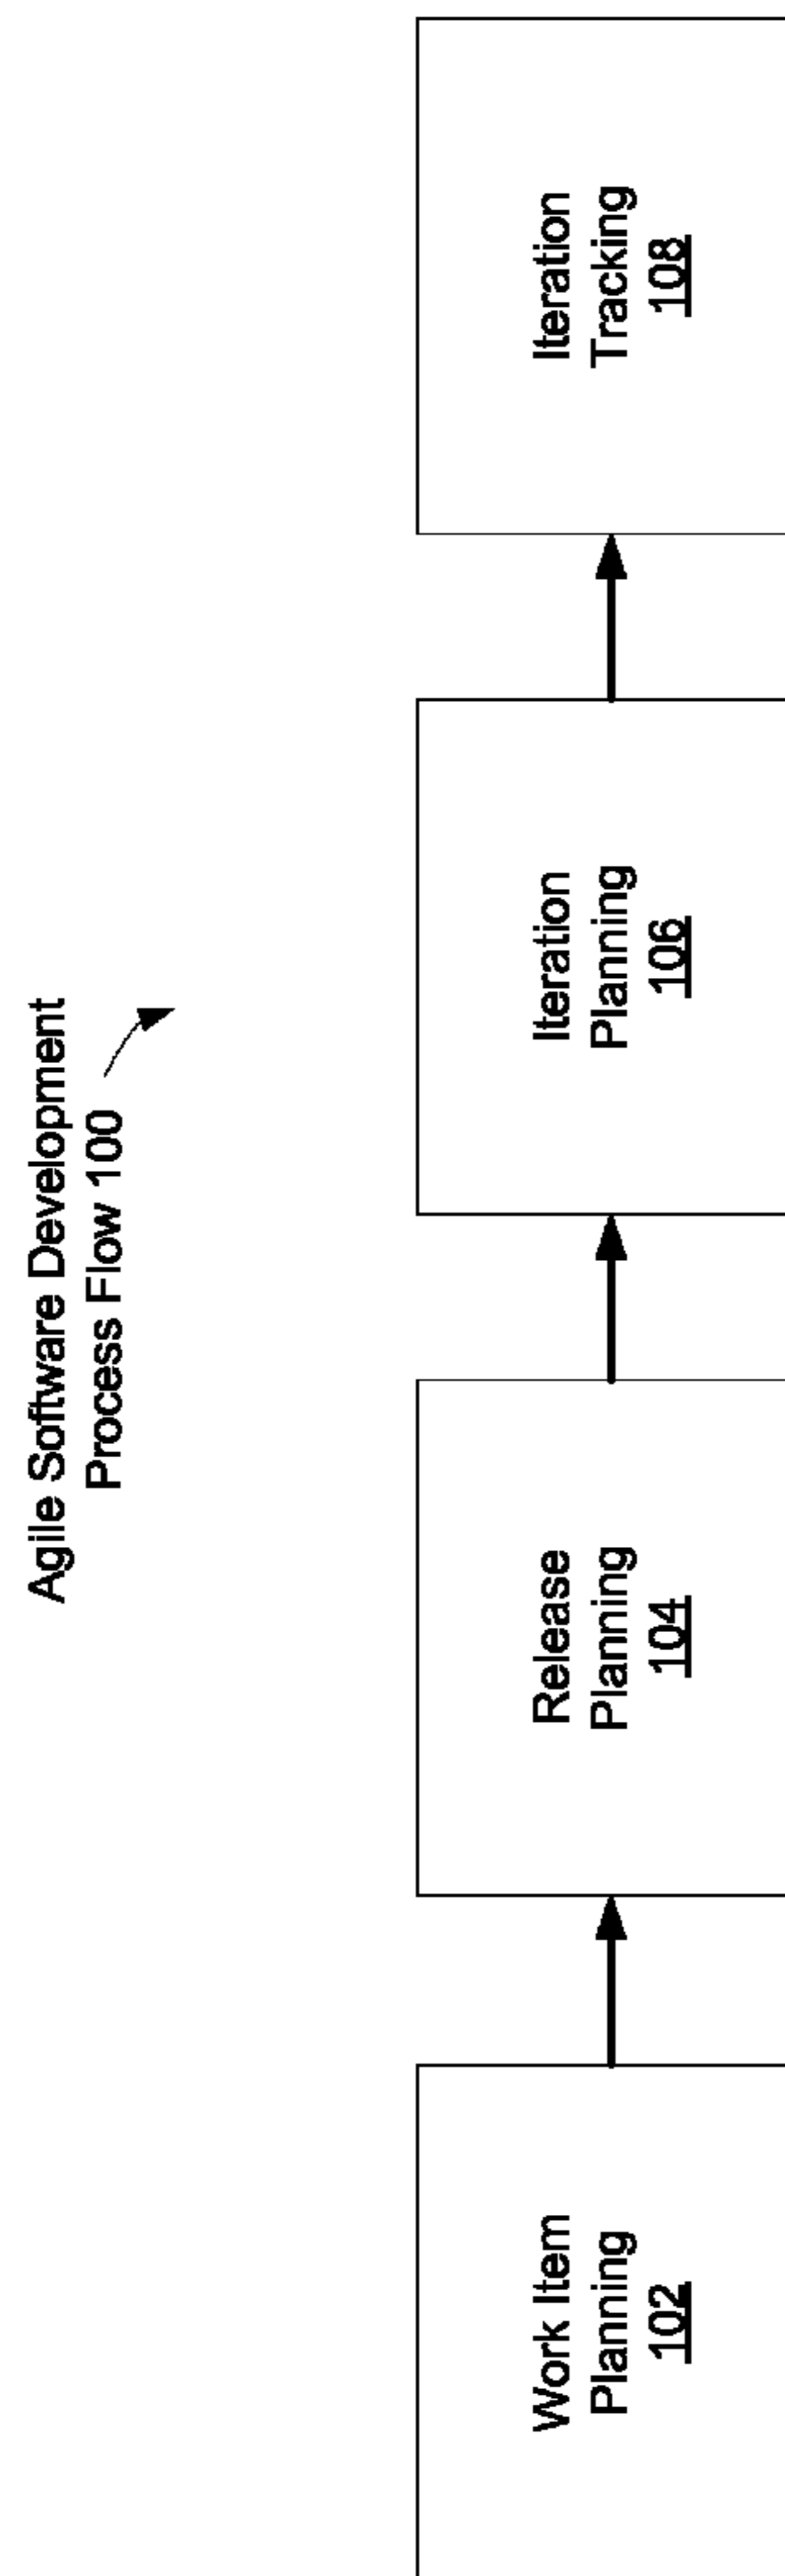 Agile Software Development
Process Flow 100
Work Item
Planning
102
Release
Planning
104
Iteration
Planning
106
Iteration
Tracking
108